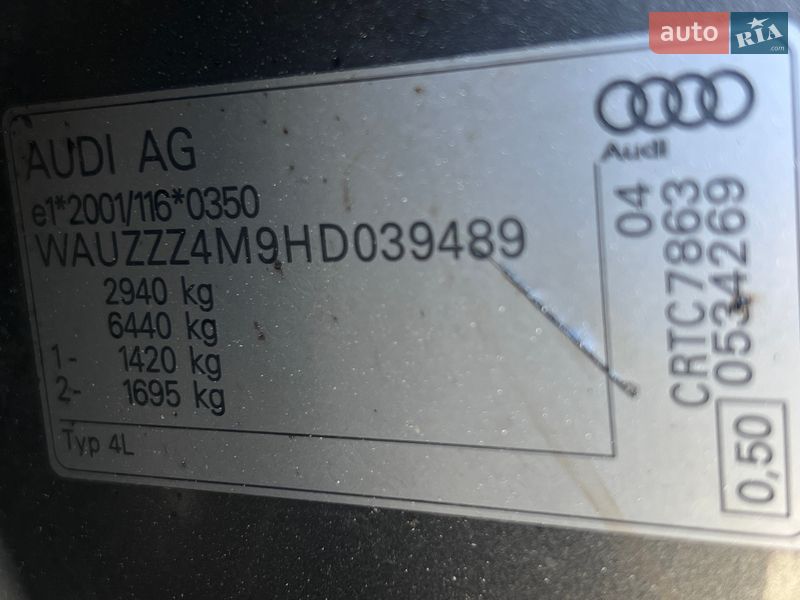 auto RIA .com
Audi
AUDI AG
e1*2001/116*0350
WAUZZZ4M9HD039489
2940 kg
6440 kg
1- 1420 kg
2- 1695 kg
Typ 4L
04
CRTC7863
0534269
0,50